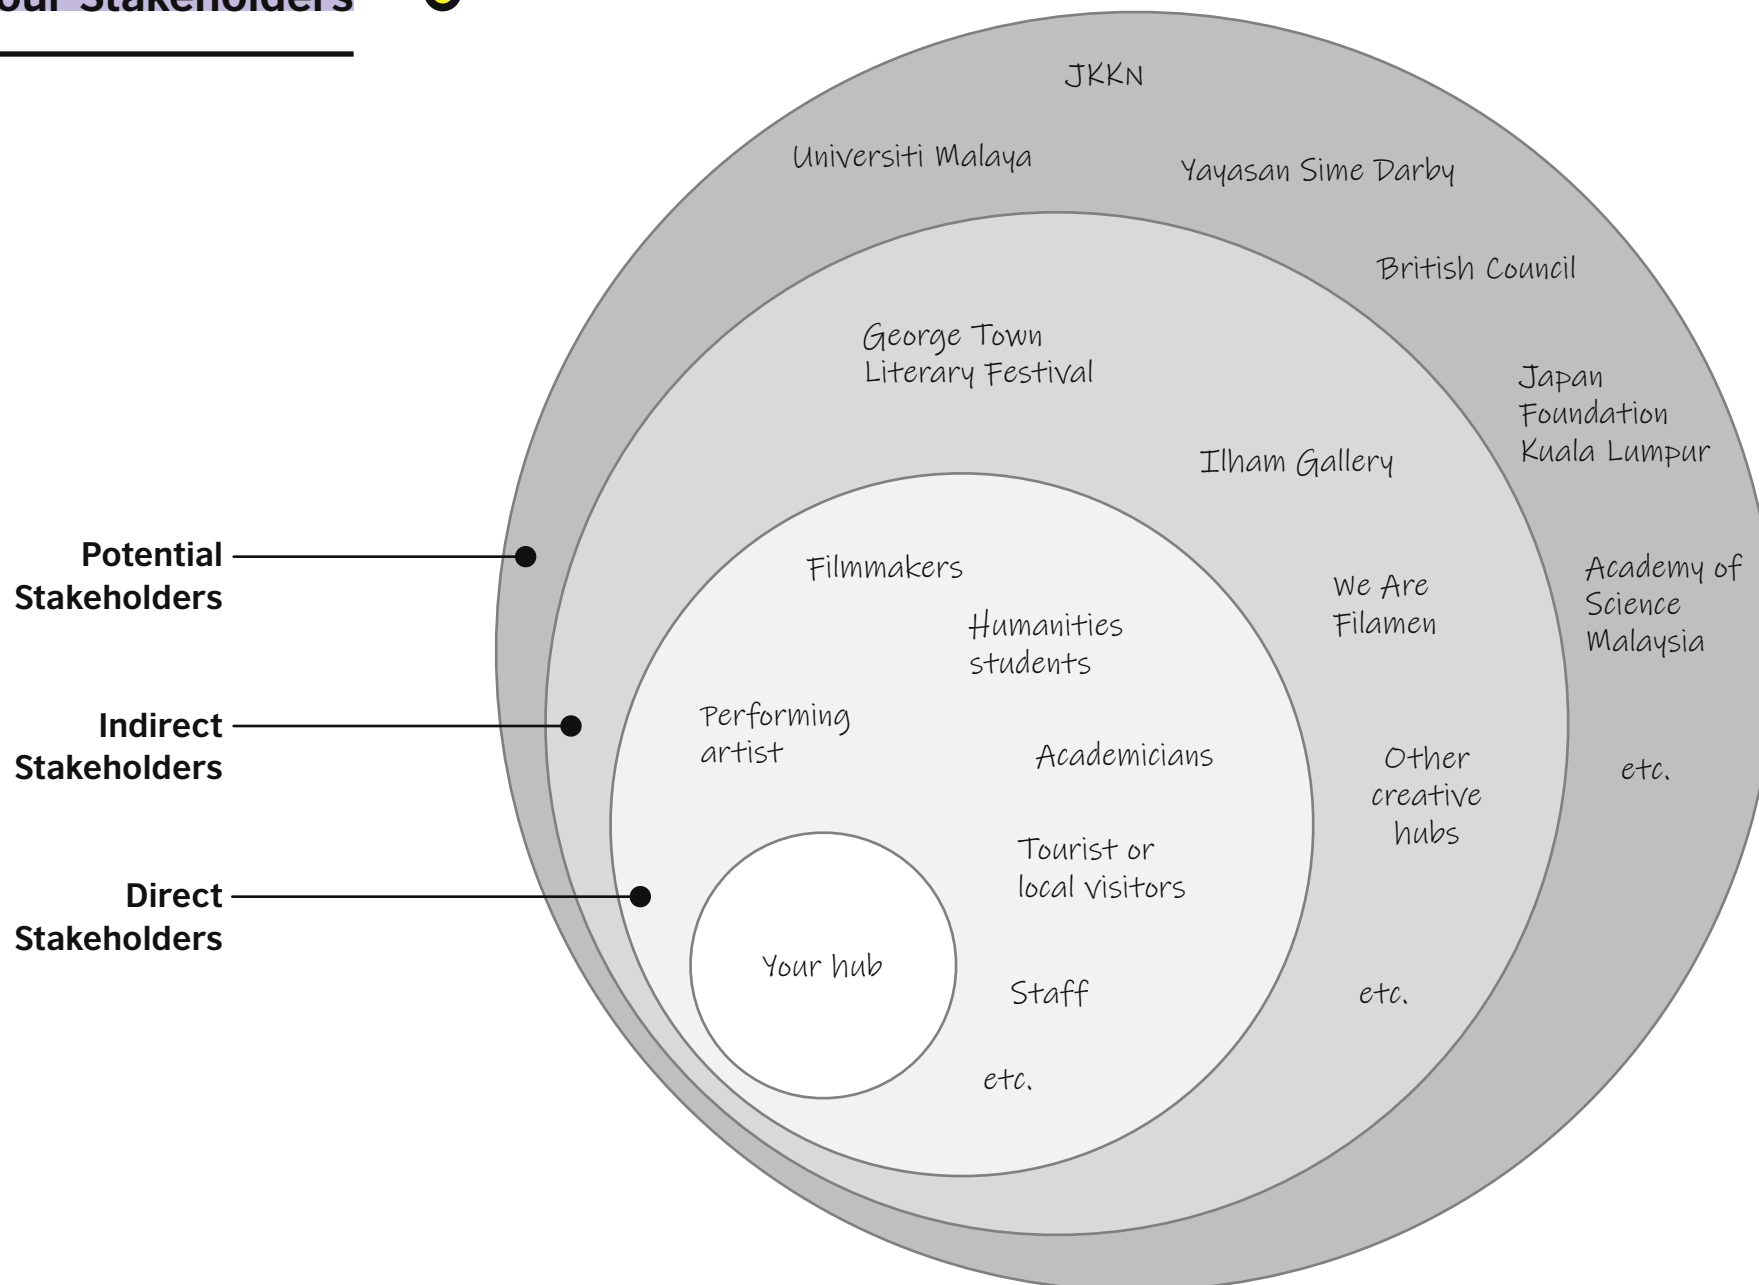 our Stakeholders
JKKN
Universiti Malaya
Yayasan Sime Darby
British Council
George Town
Literary Festival
Japan
Foundation
Kuala Lumpur
Ilham Gallery
Potential
Stakeholders
Filmmakers
Humanities
students
We Are
Filamen
Academy of
Science
Malaysia
Indirect
Stakeholders
Performing
artist
Academicians
Other
creative
hubs
etc.
Direct
Stakeholders
Tourist or
local visitors
Your hub
Staff
etc.
etc.